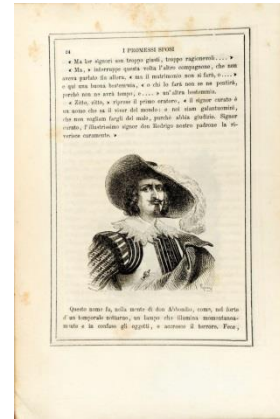 24 I PROMESSI SPOSI
« Ma lor signori son troppo giusti, troppo ragionevoli.... »
« Ma, » interruppe questa volta l'altro compagnone, che non
aveva parlato fin allora, « ma il matrimonio non si farà, o.... »
e qui una buona bestemmia, « o chi lo farà non se ne pentirà,
perchè non ne avrà tempo, e.... » un'altra bestemmia.
« Zitto, zitto, » riprese il primo oratore, « il signor curato è
un uomo che sa il viver del mondo; e noi siam galantuomini,
che non vogliam fargli del male, purchè abbia giudizio. Signor
curato, l'illustrissimo signor don Rodrigo nostro padrone la ri-
verisce caramente. »
Questo nome fu, nella mente di don Abbondio, come, nel forte
d'un temporale notturno, un lampo che illumina momentanea-
mente e in confuso gli oggetti, e accresce il terrore. Fece,